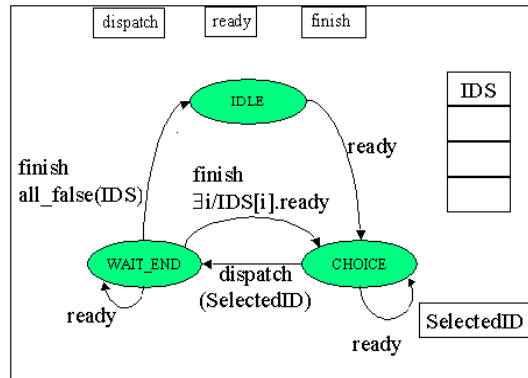 dispatch
ready
finish
IDLE
IDS
ready
finish
all_false(IDS)
finish
∃i/IDS[i].ready
WAIT_END
CHOICE
dispatch
(SelectedID)
ready
ready
SelectedID